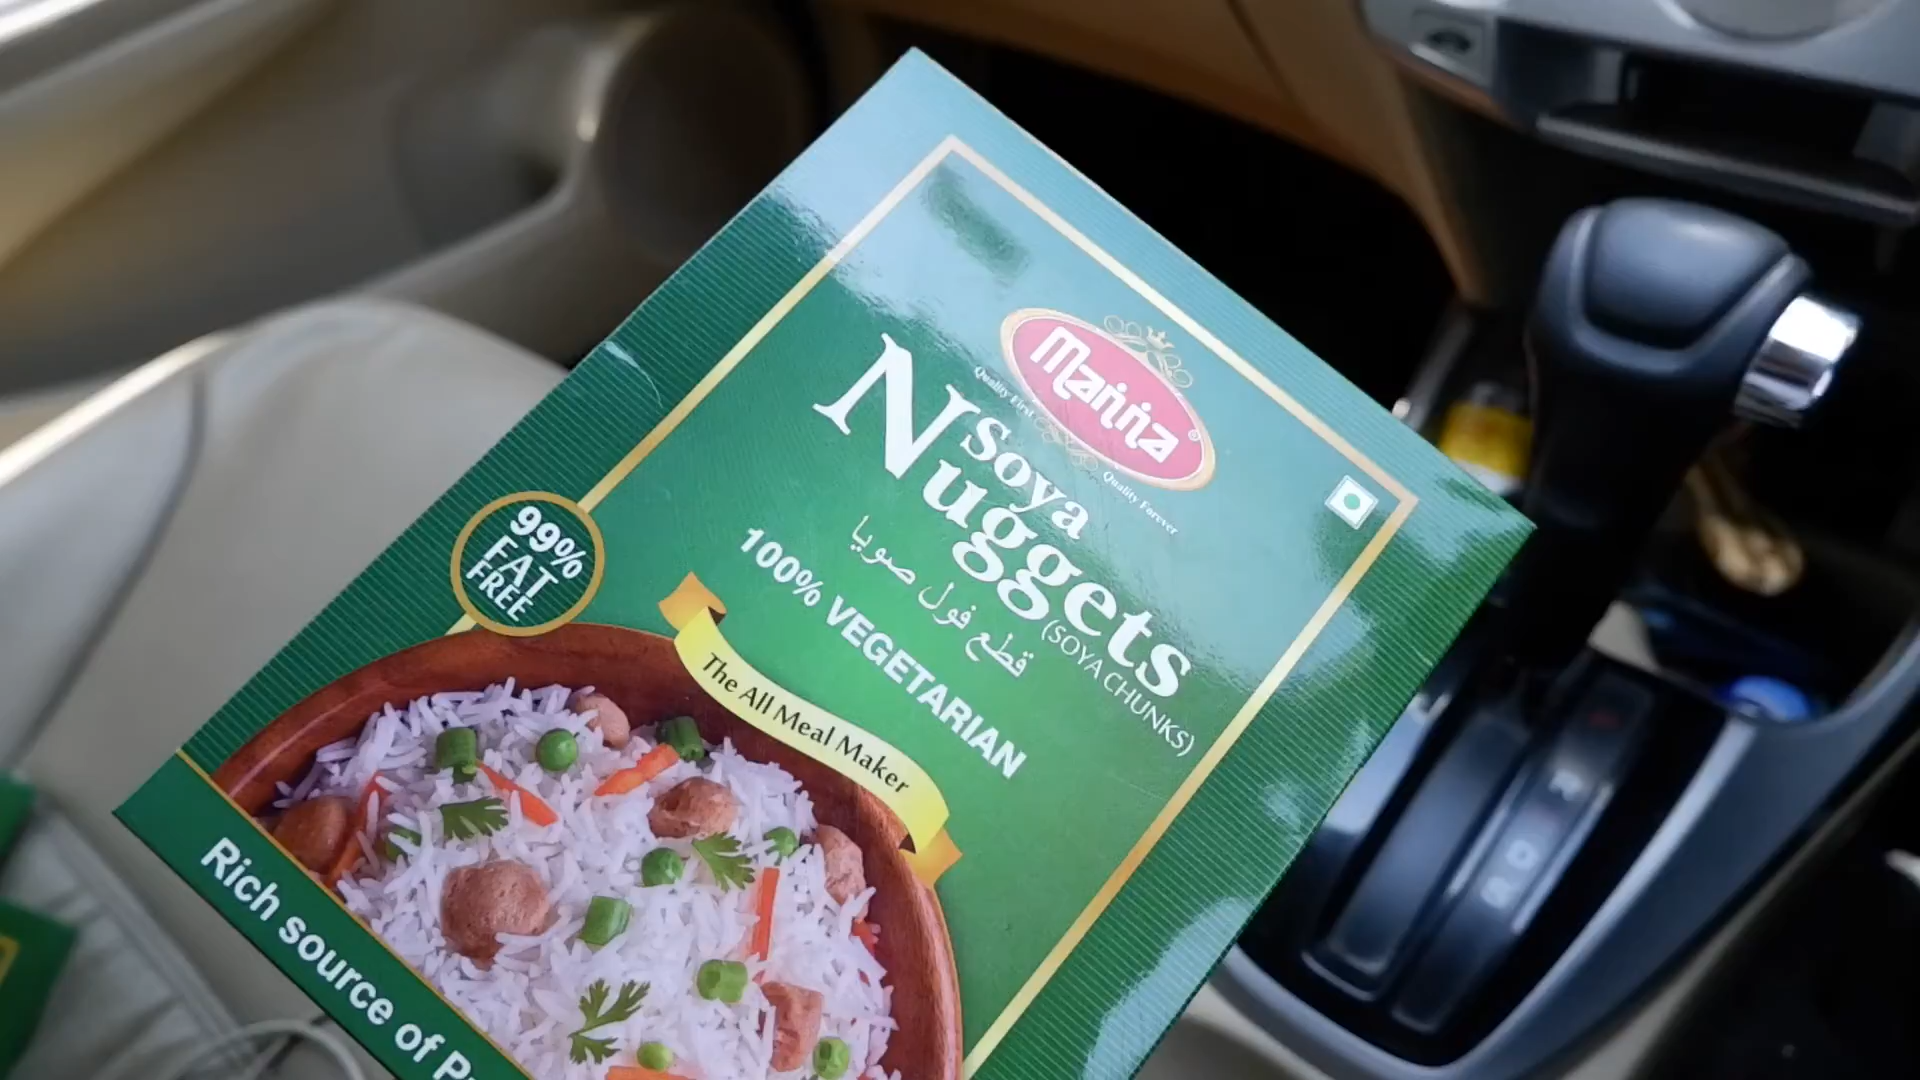 Manna
Quality First
Quality Forever
Soya
Nuggets
(SOYA CHUNKS)
قطع فول صويا
100% VEGETARIAN
99%
FAT
FREE
The All Meal Maker
Rich source of
D